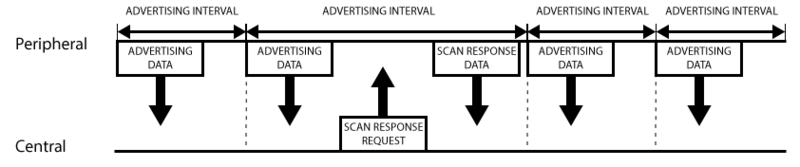 ADVERTISING INTERVAL
ADVERTISING INTERVAL
ADVERTISING INTERVAL
ADVERTISING INTERVAL
Peripheral
ADVERTISING
DATA
ADVERTISING
DATA
SCAN RESPONSE
DATA
ADVERTISING
DATA
ADVERTISING
DATA
SCAN RESPONSE
REQUEST
Central